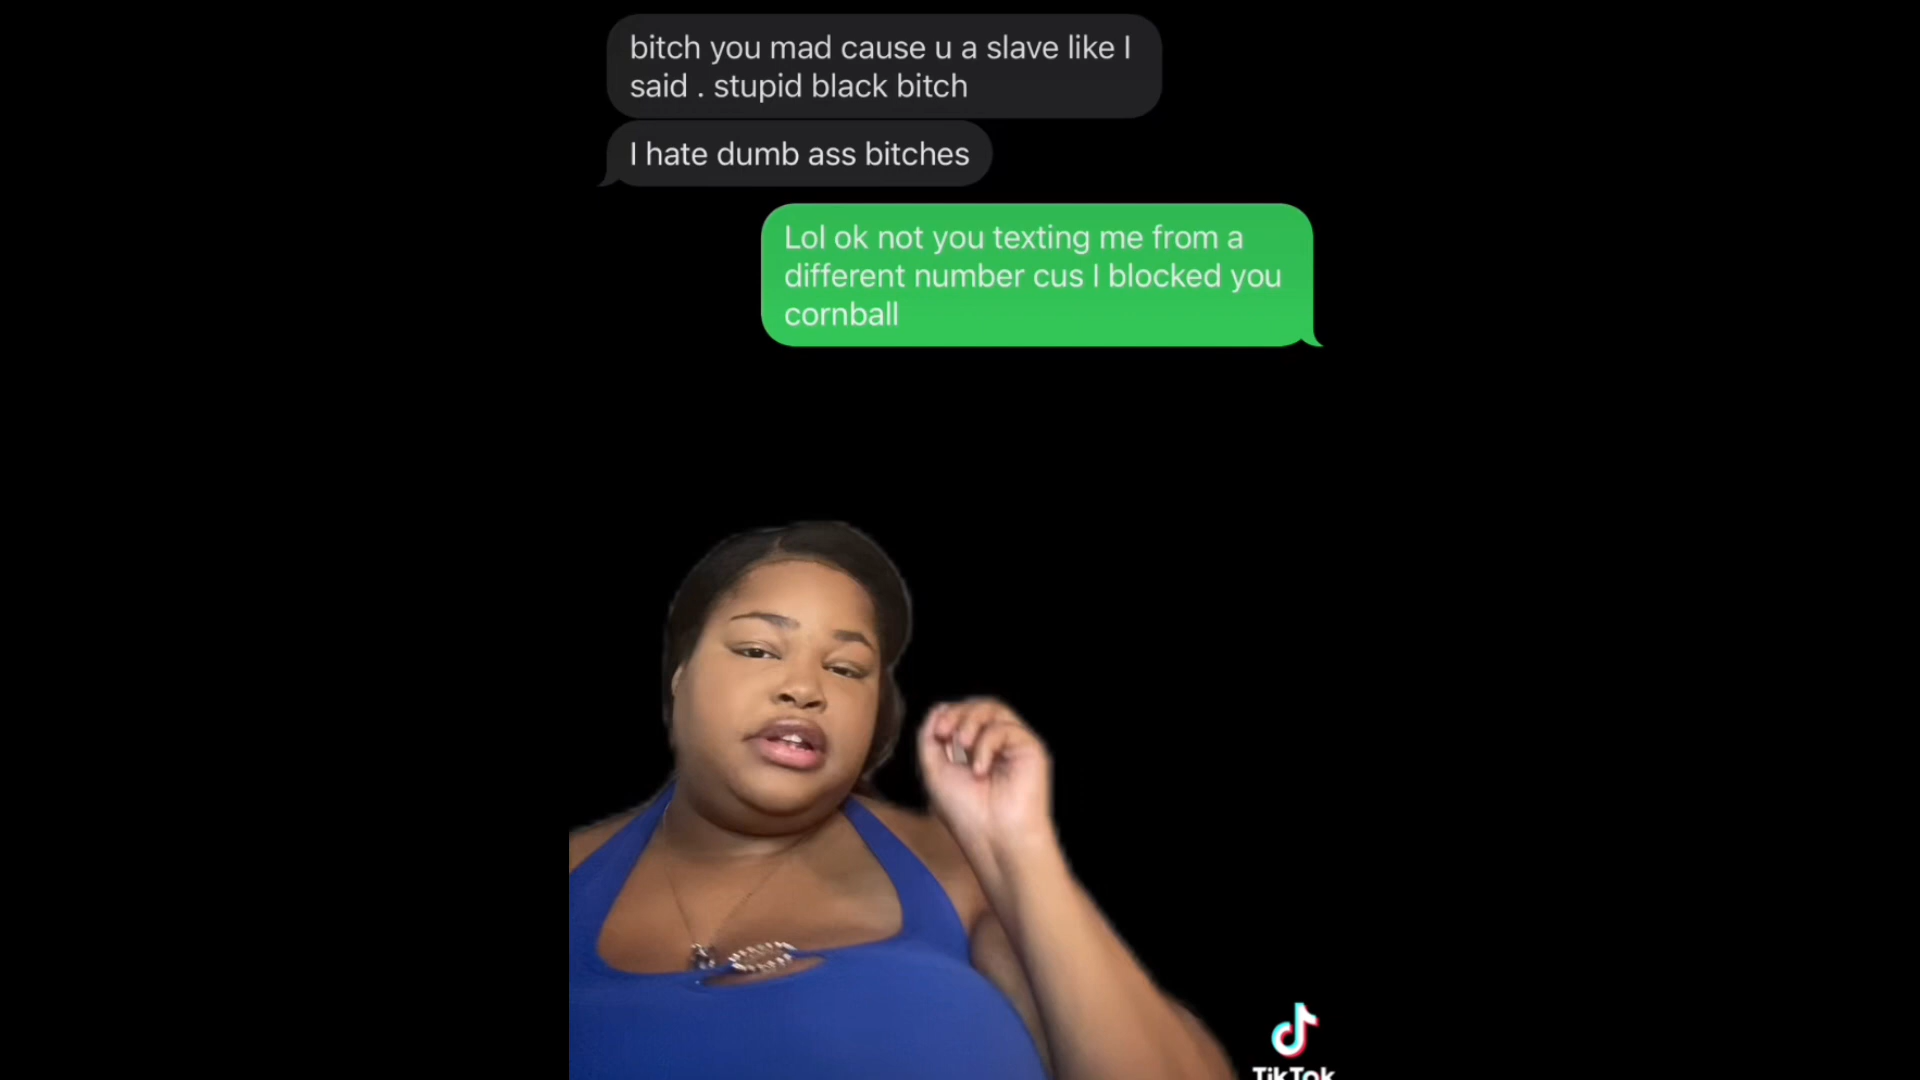 bitch you mad cause u a slave like I
said . stupid black bitch
I hate dumb ass bitches
Lol ok not you texting me from a
different number cus I blocked you
cornball
TikTok